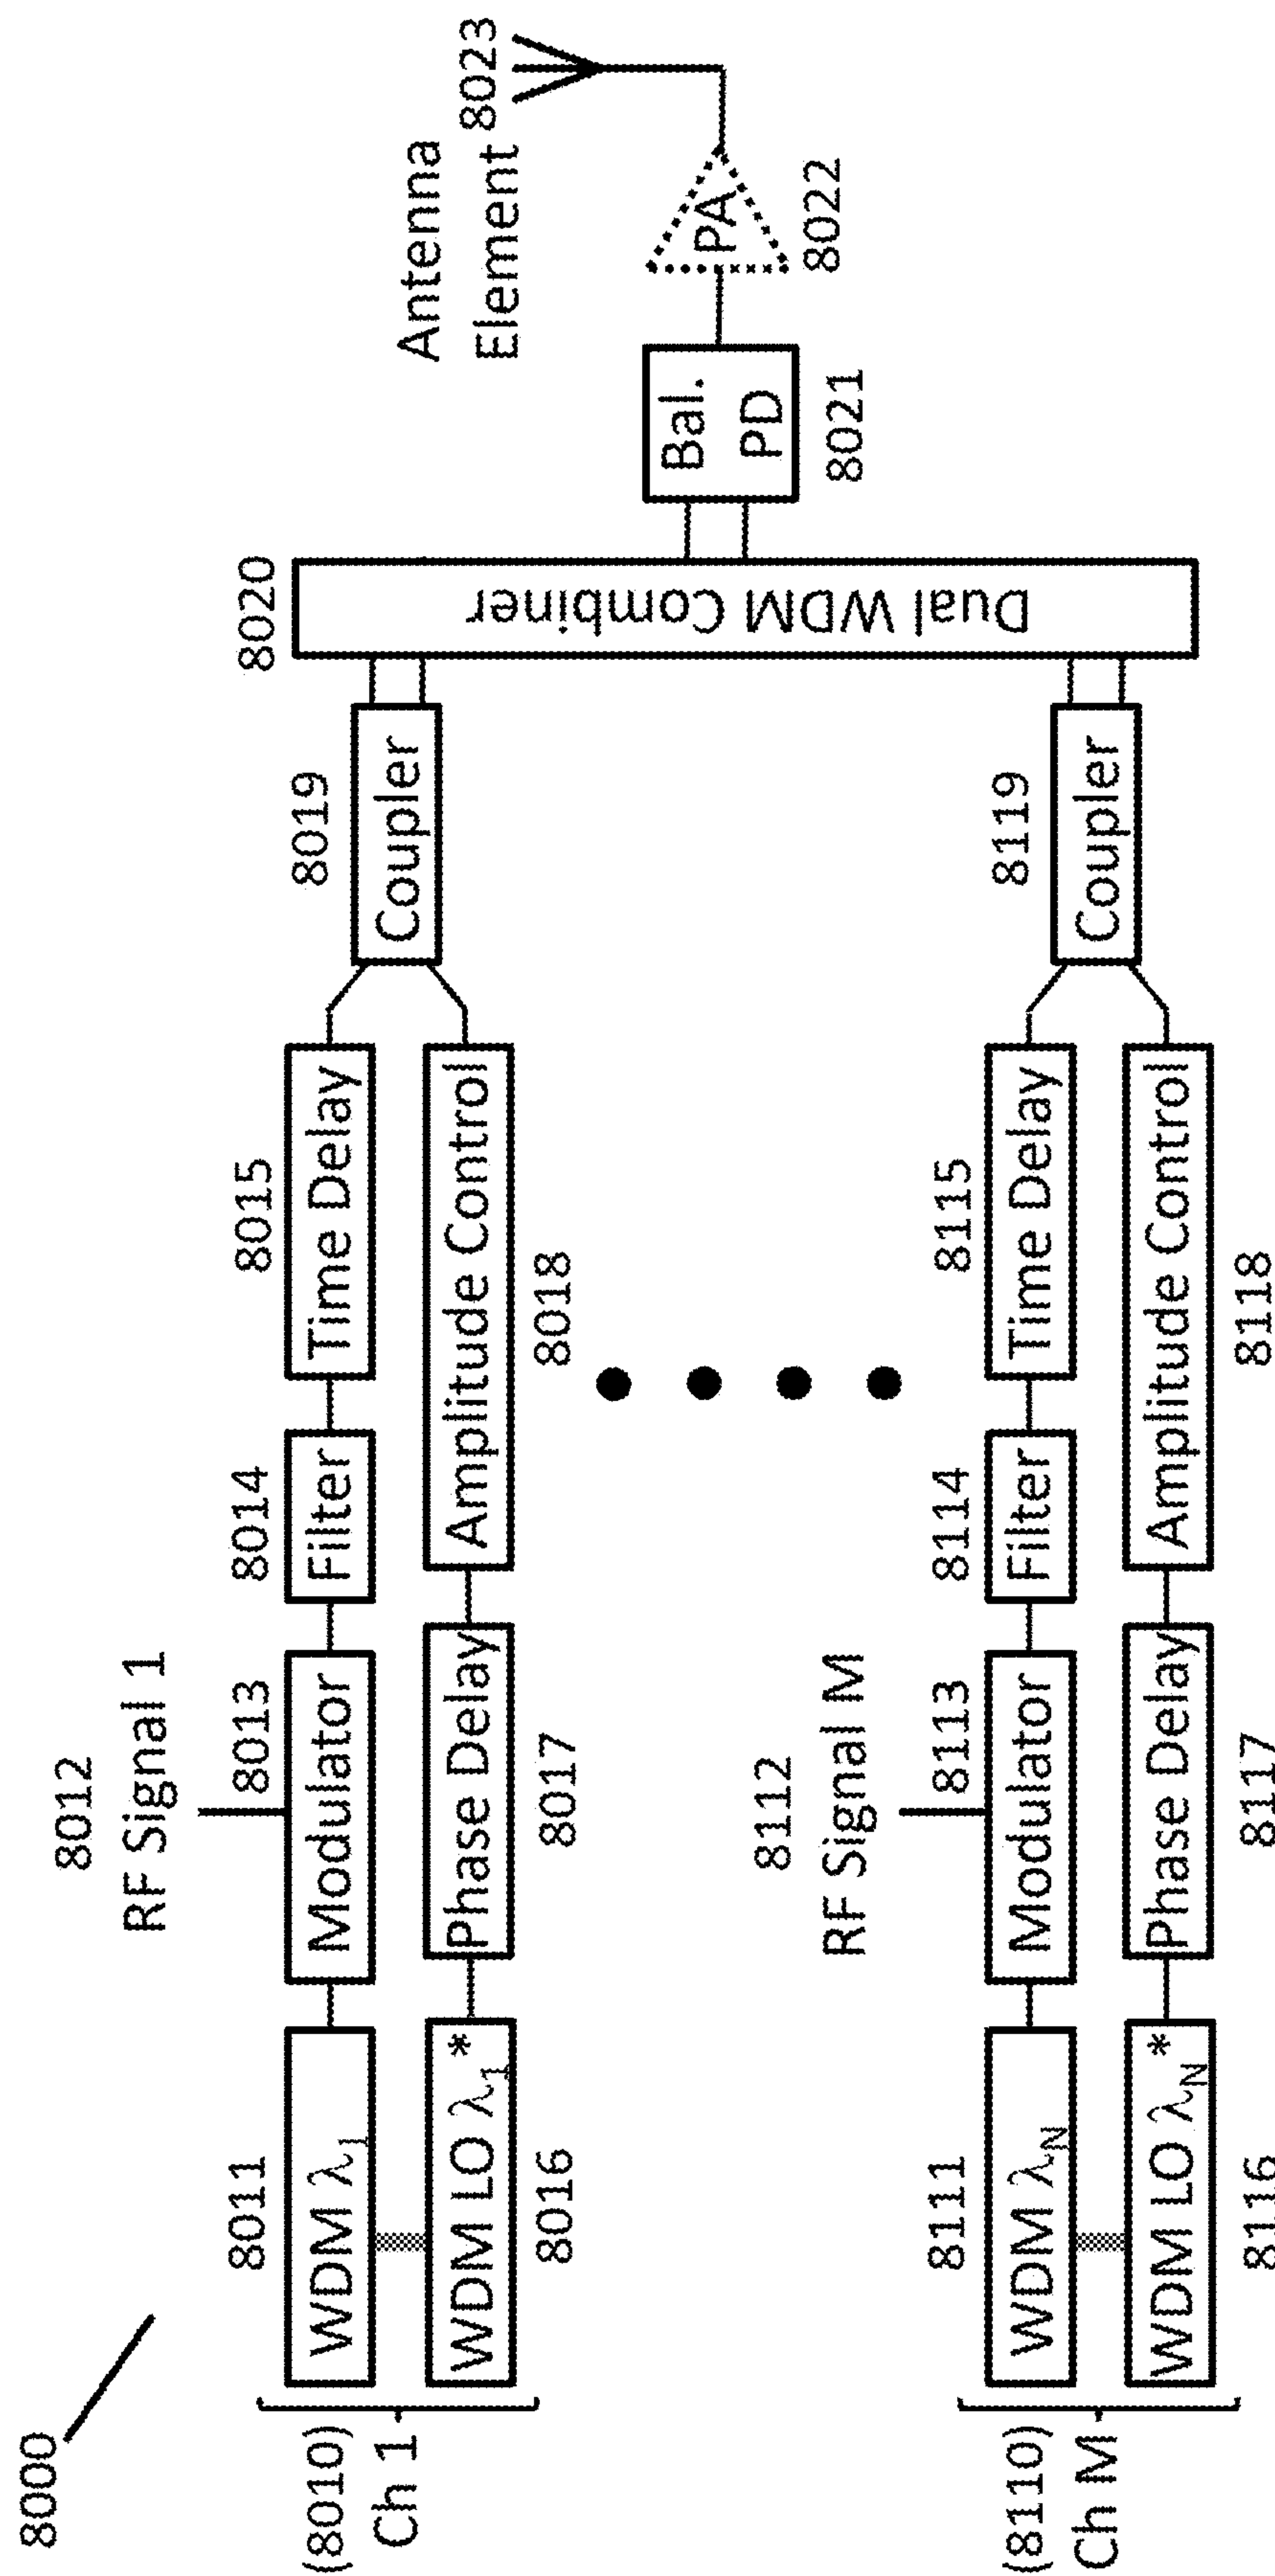 8000
(8010)
Ch 1
8011
WDM λ1
WDM LO λ1*
8016
8012
RF Signal 1
8013
Modulator
Phase Delay
8017
8014
Filter
8015
Time Delay
Amplitude Control
8018
8019
Coupler
8020
Dual WDM Combiner
Bal.
PD
8021
PA
8022
Antenna
Element
8023
(8110)
Ch M
8111
WDM λN
WDM LO λN*
8116
8112
RF Signal M
8113
Modulator
Phase Delay
8117
8114
Filter
8115
Time Delay
Amplitude Control
8118
8119
Coupler